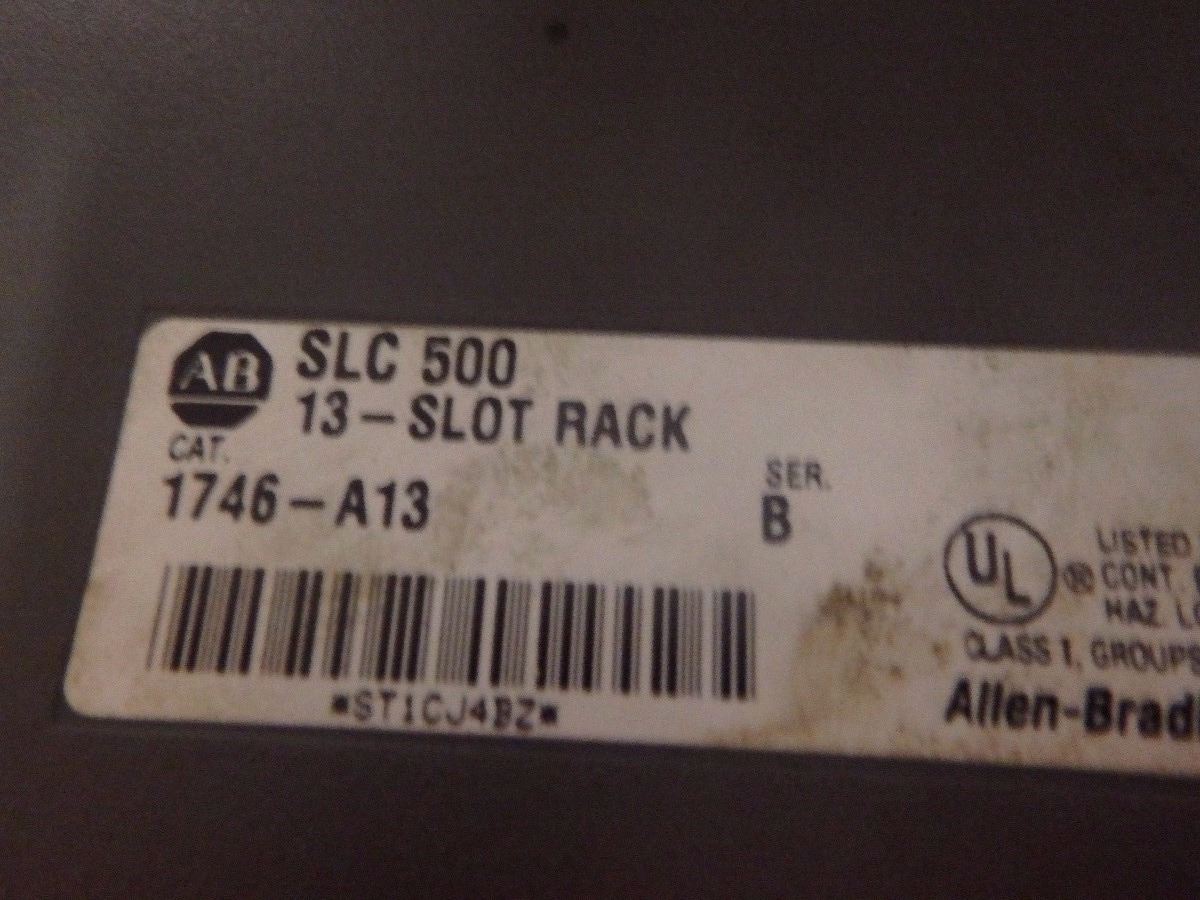 AB SLC 500
13-SLOT RACK
CAT.
1746-A13
SER.
B
UL
LISTED
® CONT.
HAZ.
CLASS 1, GROUPS
*ST1CJ4BZ*
Allen-Brad